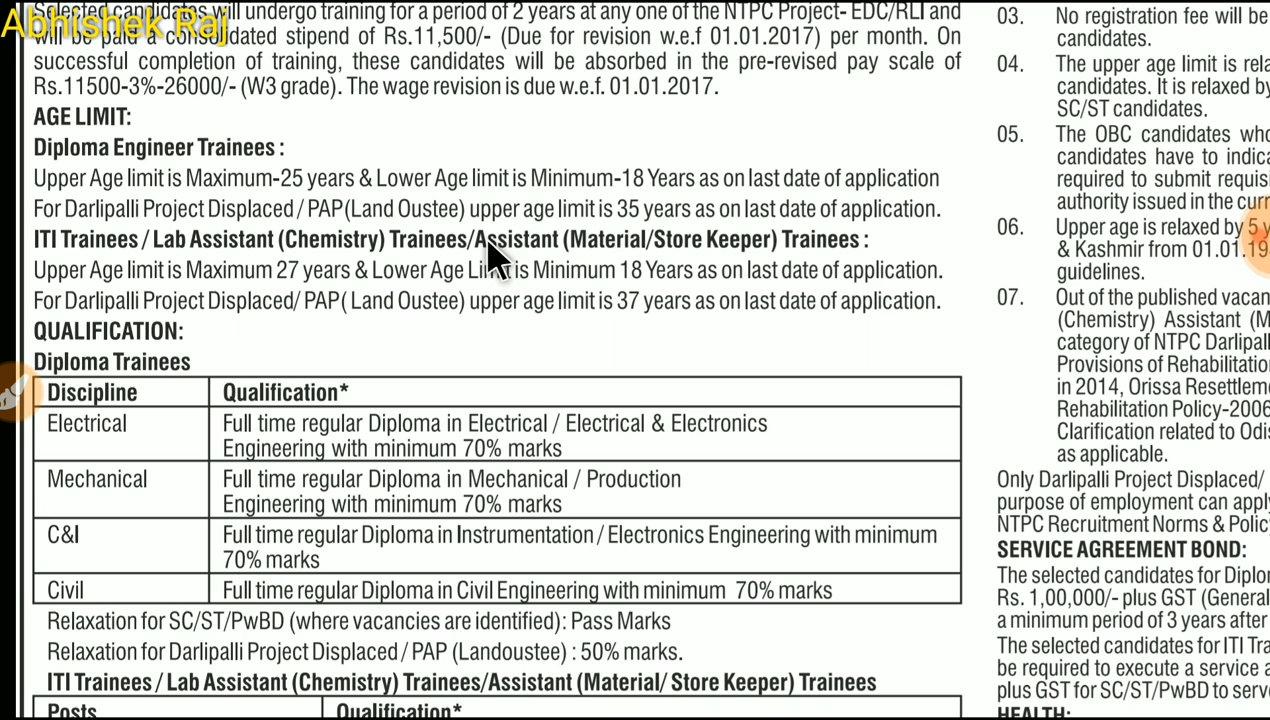 Abhishek Raj
Selected candidates will undergo training for a period of 2 years at any one of the NTPC Project- EDC/RLI and
will be paid a consolidated stipend of Rs.11,500/- (Due for revision w.e.f 01.01.2017) per month. On
successful completion of training, these candidates will be absorbed in the pre-revised pay scale of
Rs.11500-3%-26000/- (W3 grade). The wage revision is due w.e.f. 01.01.2017.
AGE LIMIT:
Diploma Engineer Trainees :
Upper Age limit is Maximum-25 years & Lower Age limit is Minimum-18 Years as on last date of application
For Darlipalli Project Displaced / PAP(Land Oustee) upper age limit is 35 years as on last date of application.
ITI Trainees / Lab Assistant (Chemistry) Trainees/Assistant (Material/Store Keeper) Trainees :
Upper Age limit is Maximum 27 years & Lower Age Limit is Minimum 18 Years as on last date of application.
For Darlipalli Project Displaced/ PAP( Land Oustee) upper age limit is 37 years as on last date of application.
QUALIFICATION:
Diploma Trainees
Discipline Qualification*
Electrical Full time regular Diploma in Electrical / Electrical & Electronics
Engineering with minimum 70% marks
Mechanical Full time regular Diploma in Mechanical / Production
Engineering with minimum 70% marks
C&I Full time regular Diploma in Instrumentation / Electronics Engineering with minimum
70% marks
Civil Full time regular Diploma in Civil Engineering with minimum 70% marks
Relaxation for SC/ST/PwBD (where vacancies are identified): Pass Marks
Relaxation for Darlipalli Project Displaced / PAP (Landoustee) : 50% marks.
ITI Trainees / Lab Assistant (Chemistry) Trainees/Assistant (Material/ Store Keeper) Trainees
Posts Qualification*
03. No registration fee will be
candidates.
04. The upper age limit is
candidates. It is relaxed by
SC/ST candidates.
05. The OBC candidates
candidates have to
required to submit
authority issued in the
06. Upper age is relaxed by 5
& Kashmir from 01.01.
guidelines.
07. Out of the published
(Chemistry) Assistant
category of NTPC
Provisions of
in 2014, Orissa
Rehabilitation Policy-2006
Clarification related to
as applicable.
Only Darlipalli Project Displaced/
purpose of employment can apply
NTPC Recruitment Norms &
SERVICE AGREEMENT BOND:
The selected candidates for
Rs. 1,00,000/- plus GST
a minimum period of 3 years after
The selected candidates for ITI
be required to execute a service
plus GST for SC/ST/PwBD to
HEALTH: